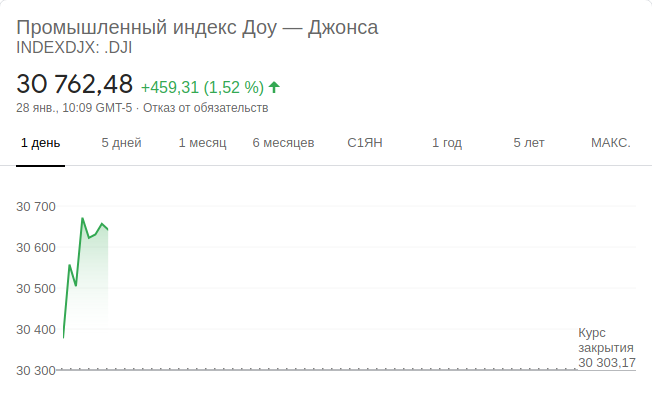 Промышленный индекс Доу — Джонса
INDEXDJX: .DJI
30 762,48 +459,31 (1,52 %)
28 янв., 10:09 GMT-5 · Отказ от обязательств
1 день 5 дней 1 месяц 6 месяцев С1ЯН 1 год 5 лет МАКС.
30 700
30 600
30 500
30 400
30 300
Курс
закрытия
30 303,17